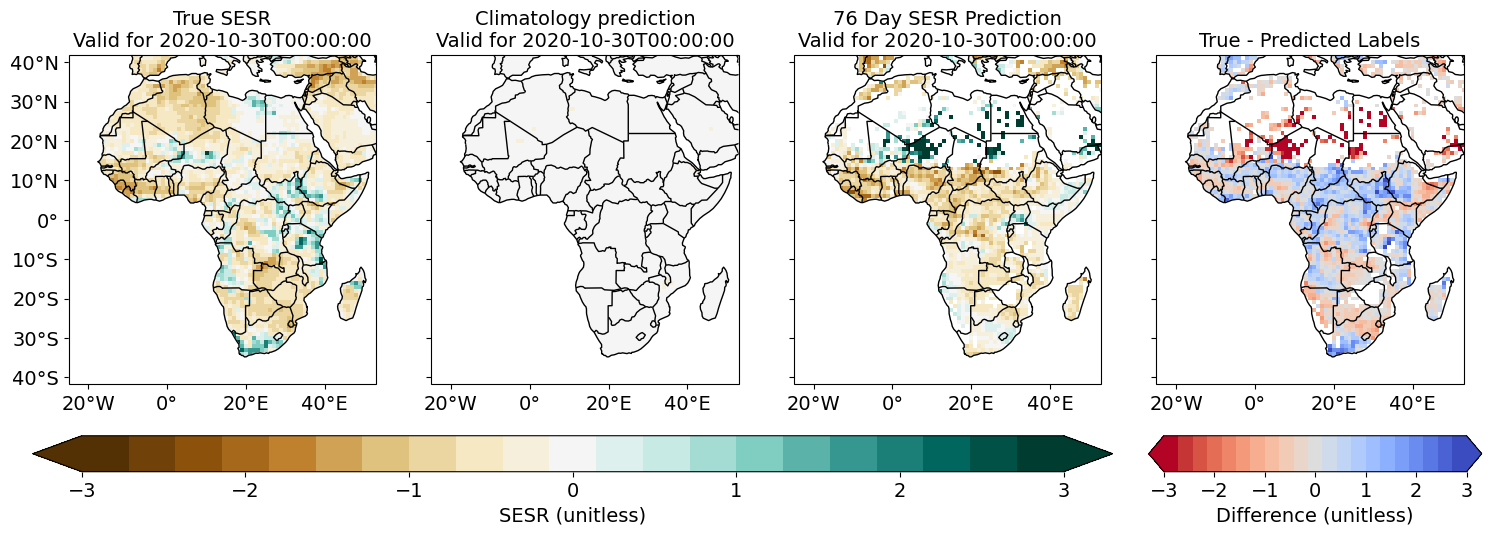 True SESR
Valid for 2020-10-30T00:00:00
Climatology prediction
Valid for 2020-10-30T00:00:00
76 Day SESR Prediction
Valid for 2020-10-30T00:00:00
True - Predicted Labels
40°N
30°N
20°N
10°N
0°
10°S
20°S
30°S
40°S
20°W 0° 20°E 40°E
20°W 0° 20°E 40°E
20°W 0° 20°E 40°E
20°W 0° 20°E 40°E
−3 −2 −1 0 1 2 3
SESR (unitless)
−3 −2 −1 0 1 2 3
Difference (unitless)